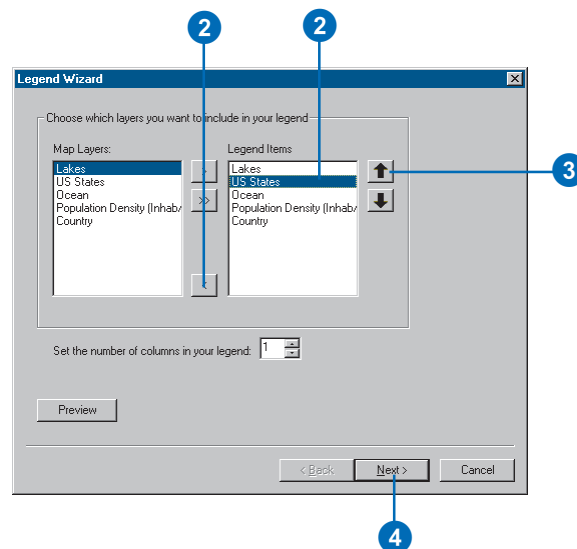 2
2
Legend Wizard
Choose which layers you want to include in your legend
Map Layers:
Lakes
US States
Ocean
Population Density (Inhab/
Country
>
>>
<
Legend Items
Lakes
US States
Ocean
Population Density (Inhab/
Country
3
Set the number of columns in your legend: 1
Preview
< Back
Next >
Cancel
4